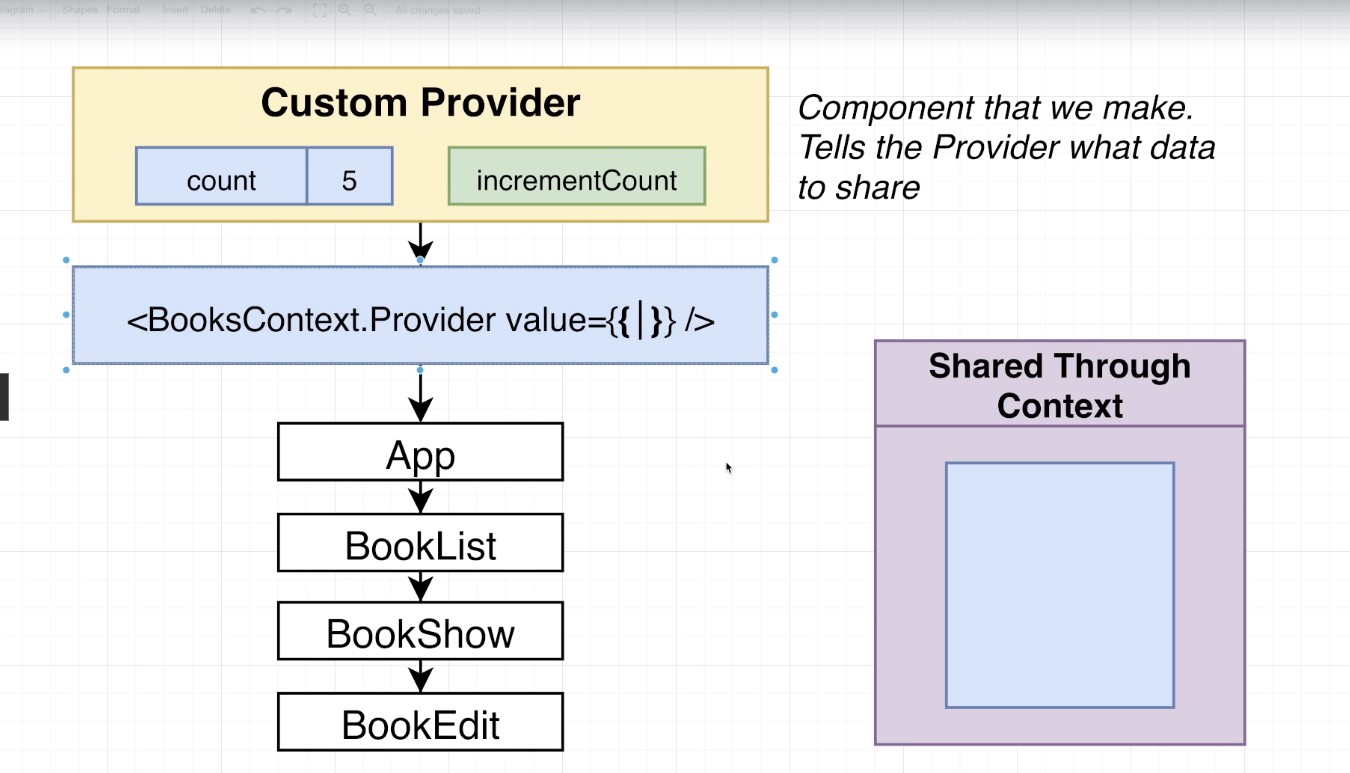 Shapes Format Insert Delete All changes saved
Custom Provider
count 5 incrementCount
Component that we make.
Tells the Provider what data
to share
<BooksContext.Provider value={{|}} />
App
BookList
BookShow
BookEdit
Shared Through
Context